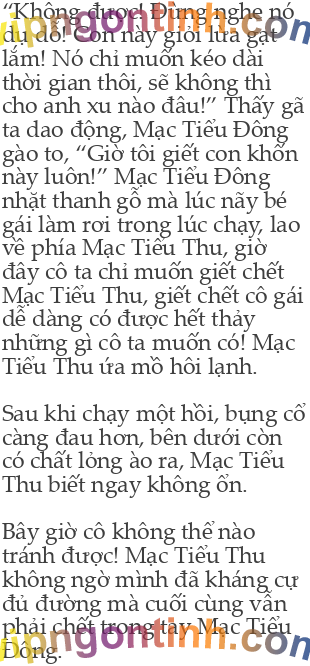 “Không được! Đừng nghe nó
dụ dỗ! Con này giỏi lừa gạt
lắm! Nó chỉ muốn kéo dài
thời gian thôi, sẽ không thì
cho anh xu nào đâu!” Thấy gã
ta dao động, Mạc Tiểu Đông
gào to, “Giờ tôi giết con khốn
này luôn!” Mạc Tiểu Đông
nhặt thanh gỗ mà lúc nãy bé
gái làm rơi trong lúc chạy, lao
về phía Mạc Tiểu Thu, giờ
đây cô ta chỉ muốn giết chết
Mạc Tiểu Thu, giết chết cô gái
dễ dàng có được hết thảy
những gì cô ta muốn có! Mạc
Tiểu Thu ứa mồ hôi lạnh.
Sau khi chạy một hồi, bụng cổ
càng đau hơn, bên dưới còn
có chất lỏng ào ra, Mạc Tiểu
Thu biết ngay không ổn.
Bây giờ cô không thể nào
tránh được! Mạc Tiểu Thu
không ngờ mình đã kháng cự
đủ đường mà cuối cùng vẫn
phải chết trong tay Mạc Tiểu
Đông.